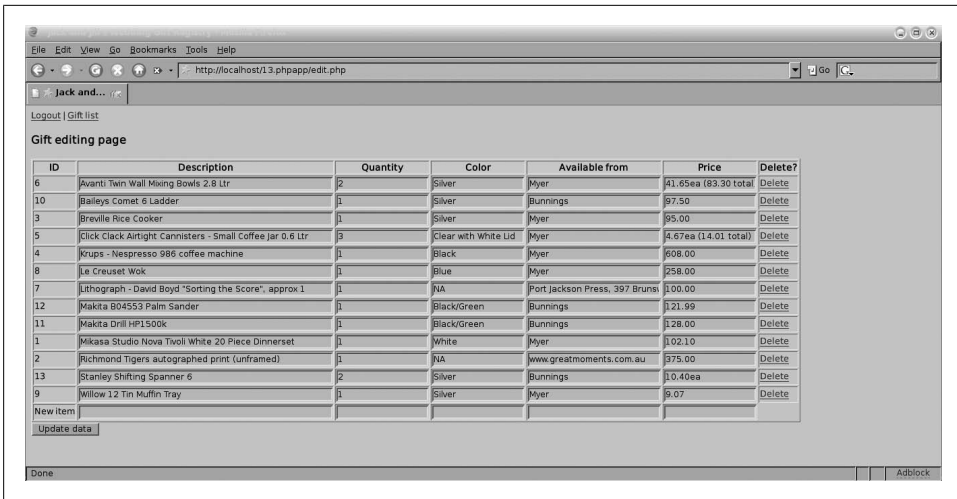 File Edit View Go Bookmarks Tools Help
http://localhost/13.phpapp/edit.php Go
Jack and...
Logout | Gift list
Gift editing page
ID Description Quantity Color Available from Price Delete?
6 Avanti Twin Wall Mixing Bowls 2.8 Ltr 2 Silver Myer 41.65ea (83.30 total Delete
10 Baileys Comet 6 Ladder 1 Silver Bunnings 97.50 Delete
3 Breville Rice Cooker 1 Silver Myer 95.00 Delete
5 Click Clack Airtight Cannisters - Small Coffee Jar 0.6 Ltr 3 Clear with White Lid Myer 4.67ea (14.01 total) Delete
4 Krups - Nespresso 986 coffee machine 1 Black Myer 608.00 Delete
8 Le Creuset Wok 1 Blue Myer 258.00 Delete
7 Lithograph - David Boyd "Sorting the Score", approx 1 1 NA Port Jackson Press, 397 Brunsw 100.00 Delete
12 Makita B04553 Palm Sander 1 Black/Green Bunnings 121.99 Delete
11 Makita Drill HP1500k 1 Black/Green Bunnings 128.00 Delete
1 Mikasa Studio Nova Tivoli White 20 Piece Dinnerset 1 White Myer 102.10 Delete
2 Richmond Tigers autographed print (unframed) 1 NA www.greatmoments.com.au 375.00 Delete
13 Stanley Shifting Spanner 6 2 Silver Bunnings 10.40ea Delete
9 Willow 12 Tin Muffin Tray 1 Silver Myer 9.07 Delete
New item
Update data
Done Adblock